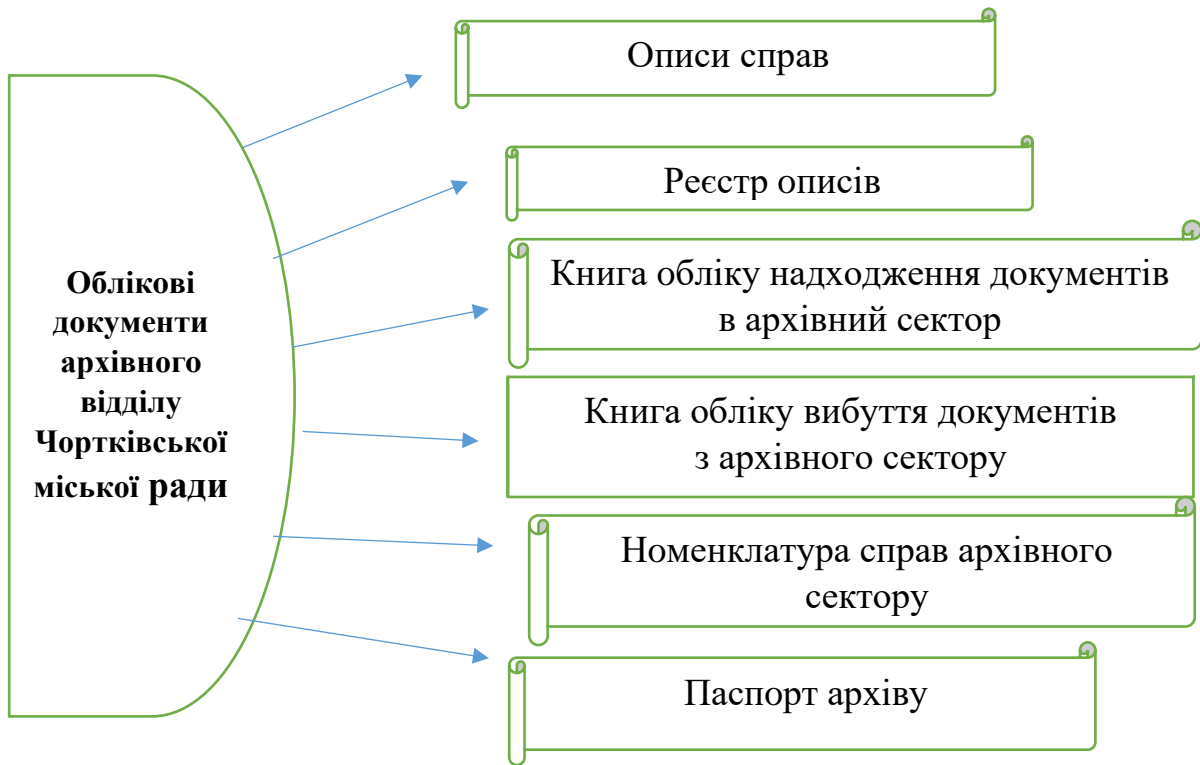 Облікові
документи
архівного
відділу
Чортківської
міської ради
Описи справ
Реєстр описів
Книга обліку надходження документів
в архівний сектор
Книга обліку вибуття документів
з архівного сектору
Номенклатура справ архівного
сектору
Паспорт архіву